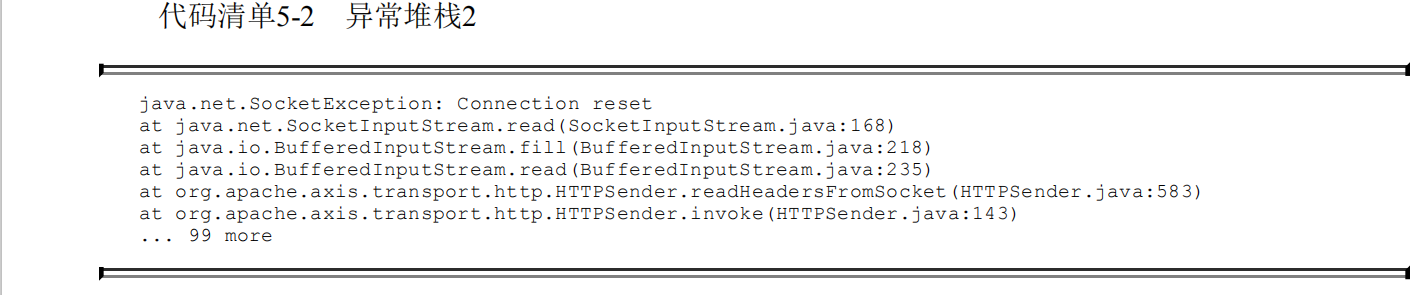 代码清单5-2 异常堆栈2
java.net.SocketException: Connection reset
at java.net.SocketInputStream.read(SocketInputStream.java:168)
at java.io.BufferedInputStream.fill(BufferedInputStream.java:218)
at java.io.BufferedInputStream.read(BufferedInputStream.java:235)
at org.apache.axis.transport.http.HTTPSender.readHeadersFromSocket(HTTPSender.java:583)
at org.apache.axis.transport.http.HTTPSender.invoke(HTTPSender.java:143)
... 99 more